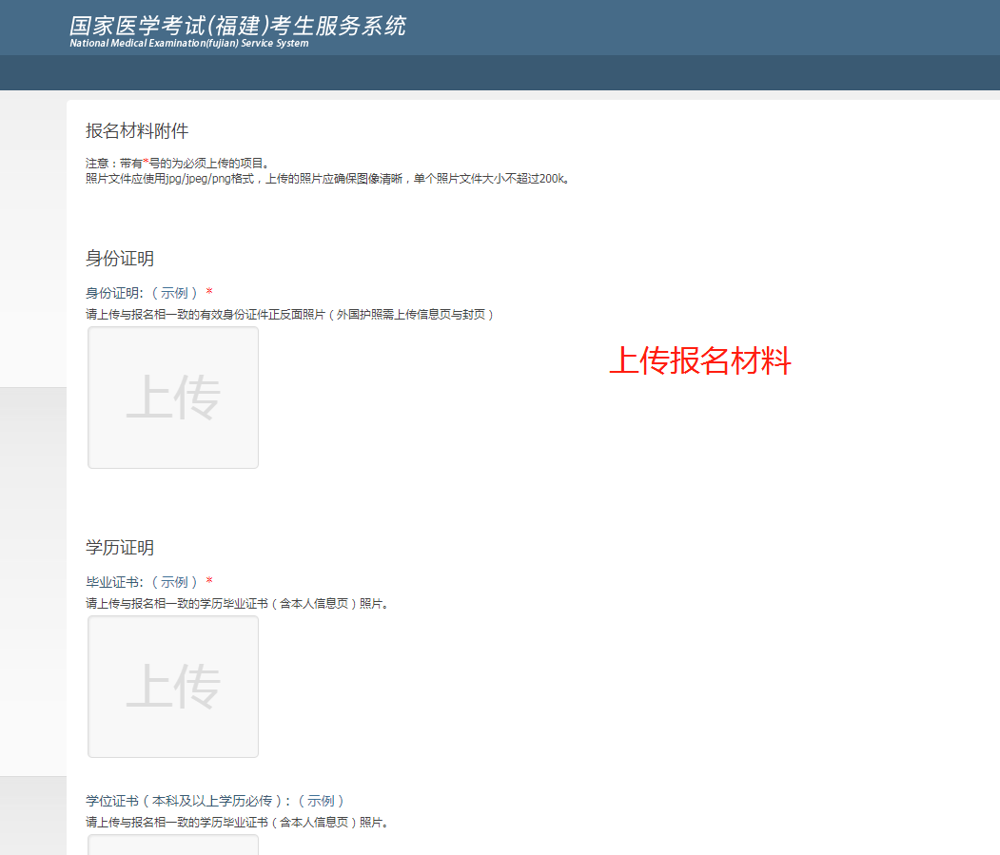 国家医学考试(福建)考生服务系统
National Medical Examination(fujian) Service System
报名材料附件
注意：带有*号的为必须上传的项目。
照片文件应使用jpg/jpeg/png格式，上传的照片应确保图像清晰，单个照片文件大小不超过200k。
身份证明
身份证明:（示例） *
请上传与报名相一致的有效身份证件正反面照片（外国护照需上传信息页与封页）
上传报名材料
上传
学历证明
毕业证书:（示例） *
请上传与报名相一致的学历毕业证书（含本人信息页）照片。
上传
学位证书（本科及以上学历必传）:（示例）
请上传与报名相一致的学历毕业证书（含本人信息页）照片。